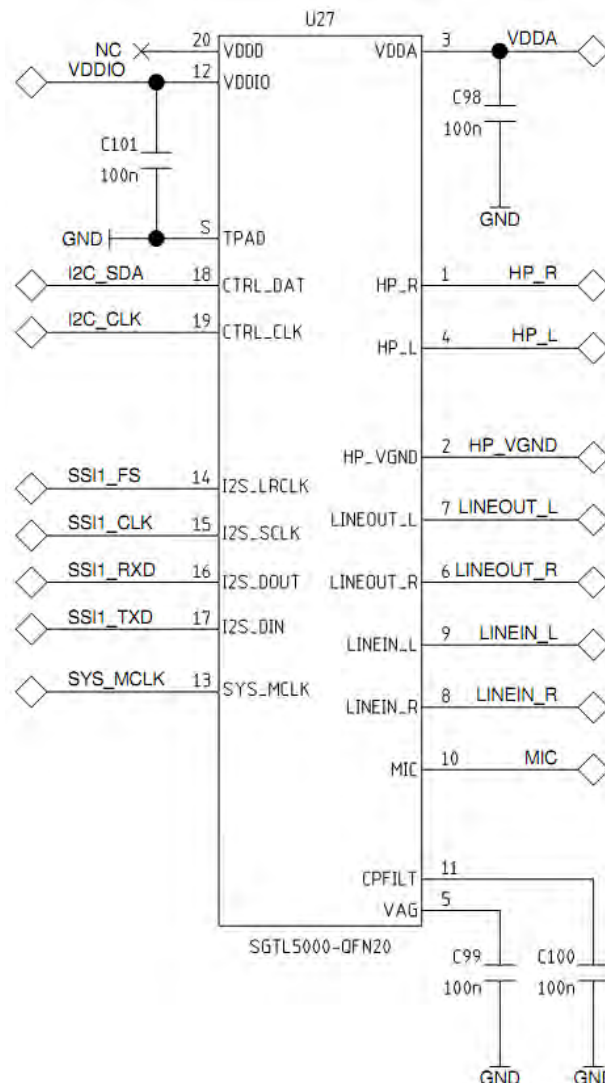 U27
NC 20 VDDD VDDA 3 VDDA
VDDIO 12 VDDIO
C98
100n
C101
100n
GND
GND S TPAD
I2C_SDA 18 CTRL_DAT HP_R 1 HP_R
I2C_CLK 19 CTRL_CLK HP_L 4 HP_L
HP_VGND 2 HP_VGND
SSI1_FS 14 I2S_LRCLK
LINEOUT_L 7 LINEOUT_L
SSI1_CLK 15 I2S_SCLK
SSI1_RXD 16 I2S_DOUT LINEOUT_R 6 LINEOUT_R
SSI1_TXD 17 I2S_DIN
LINEIN_L 9 LINEIN_L
SYS_MCLK 13 SYS_MCLK
LINEIN_R 8 LINEIN_R
MIC 10 MIC
CPFILT 11
VAG 5
SGTL5000-QFN20
C99 C100
100n 100n
GND GND